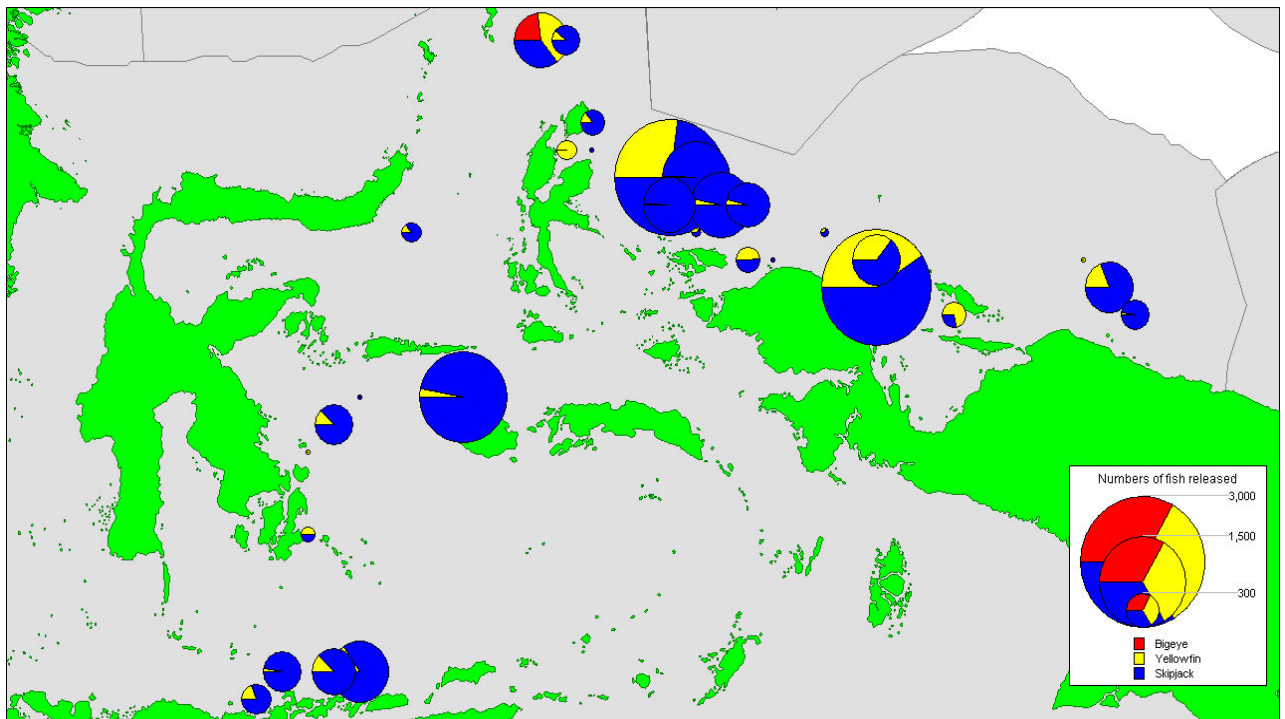 Numbers of fish released
3,000
1,500
300
Bigeye
Yellowfin
Skipjack